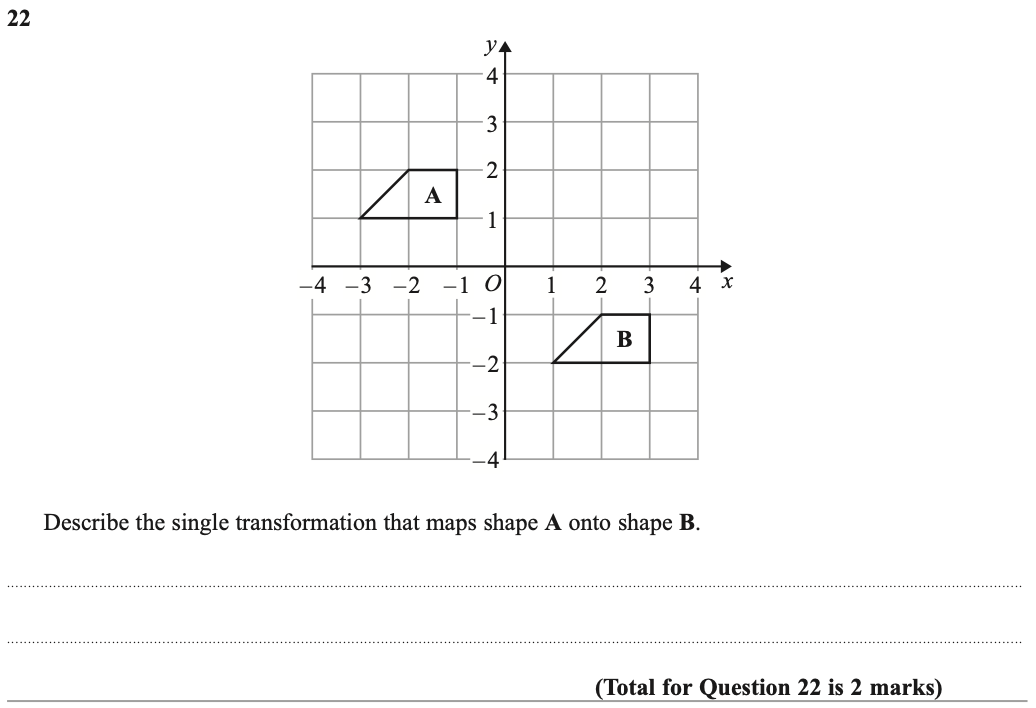 22
y
4
3
2
A
1
−4 −3 −2 −1 O 1 2 3 4 x
−1
B
−2
−3
−4
Describe the single transformation that maps shape A onto shape B.
(Total for Question 22 is 2 marks)